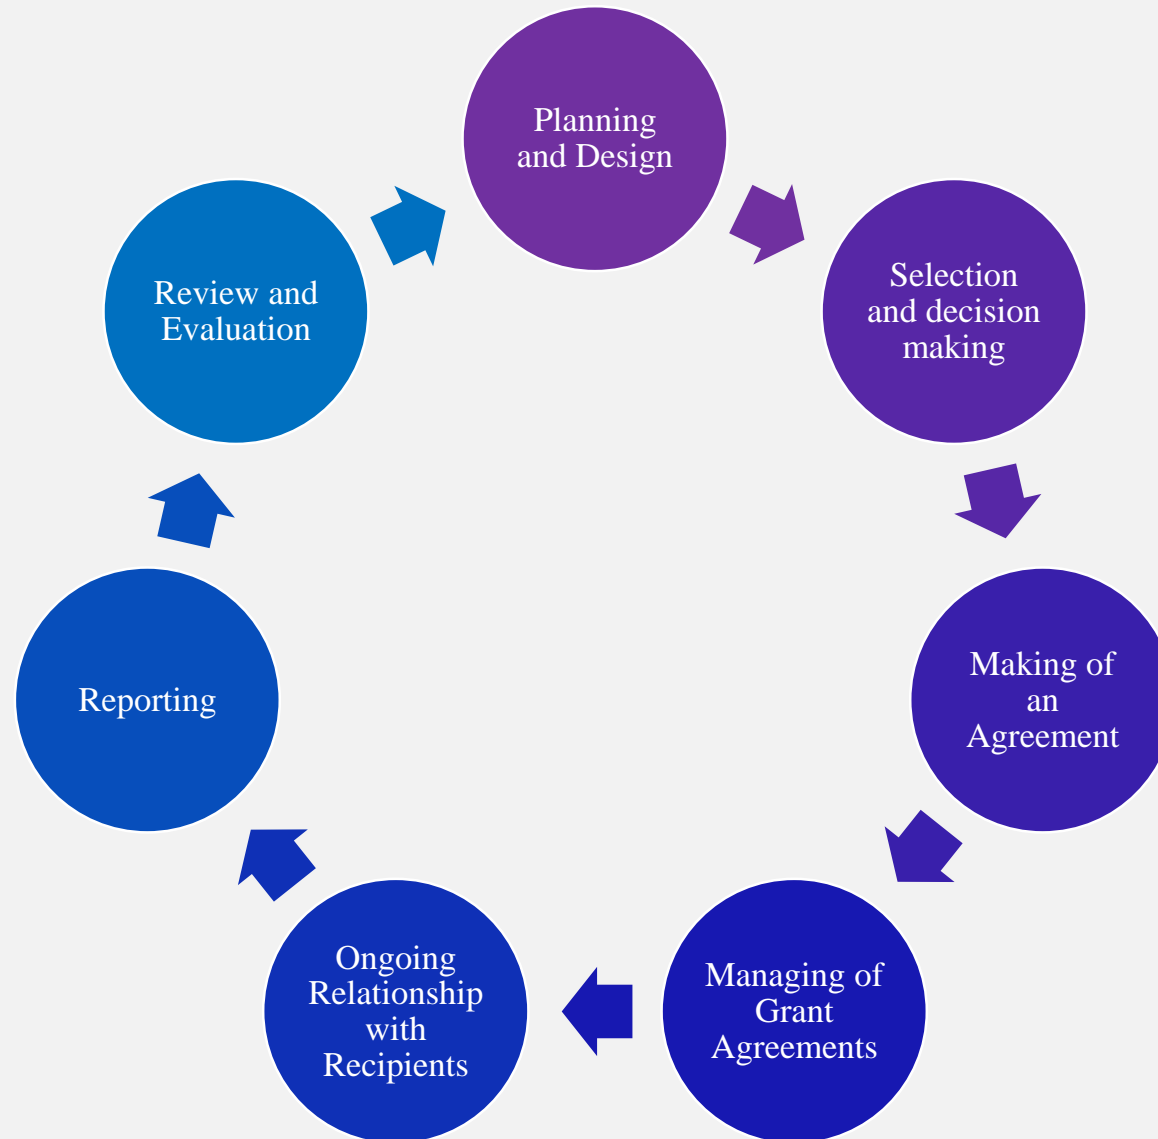 Planning
and Design
Selection
and decision
making
Making of
an
Agreement
Managing of
Grant
Agreements
Ongoing
Relationship
with
Recipients
Reporting
Review and
Evaluation